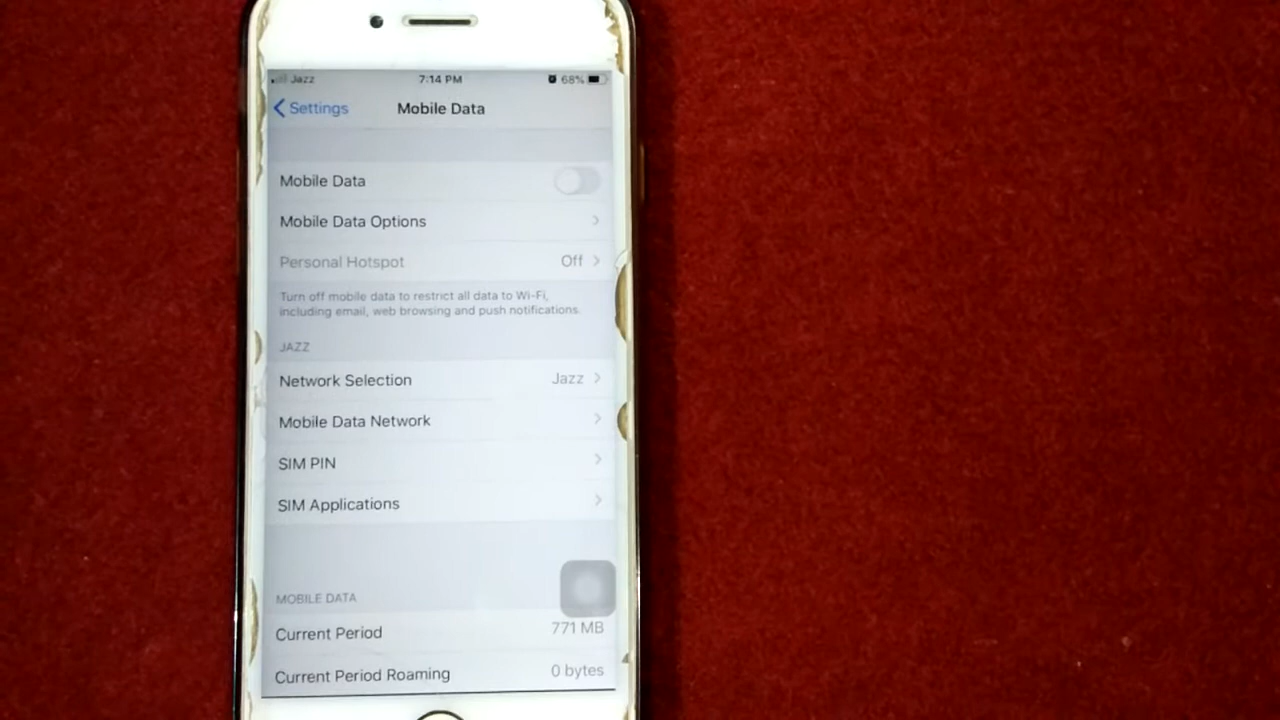 Jazz 7:14 PM 68%
Settings Mobile Data
Mobile Data
Mobile Data Options
Personal Hotspot Off
Turn off mobile data to restrict all data to Wi-Fi,
including email, web browsing and push notifications.
JAZZ
Network Selection Jazz
Mobile Data Network
SIM PIN
SIM Applications
MOBILE DATA
Current Period 771 MB
Current Period Roaming 0 bytes